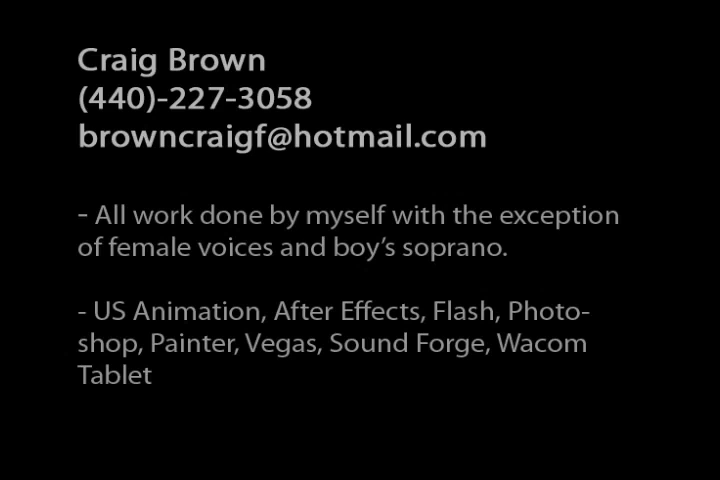 Craig Brown
(440)-227-3058
browncraigf@hotmail.com
- All work done by myself with the exception
of female voices and boy’s soprano.
- US Animation, After Effects, Flash, Photo-
shop, Painter, Vegas, Sound Forge, Wacom
Tablet